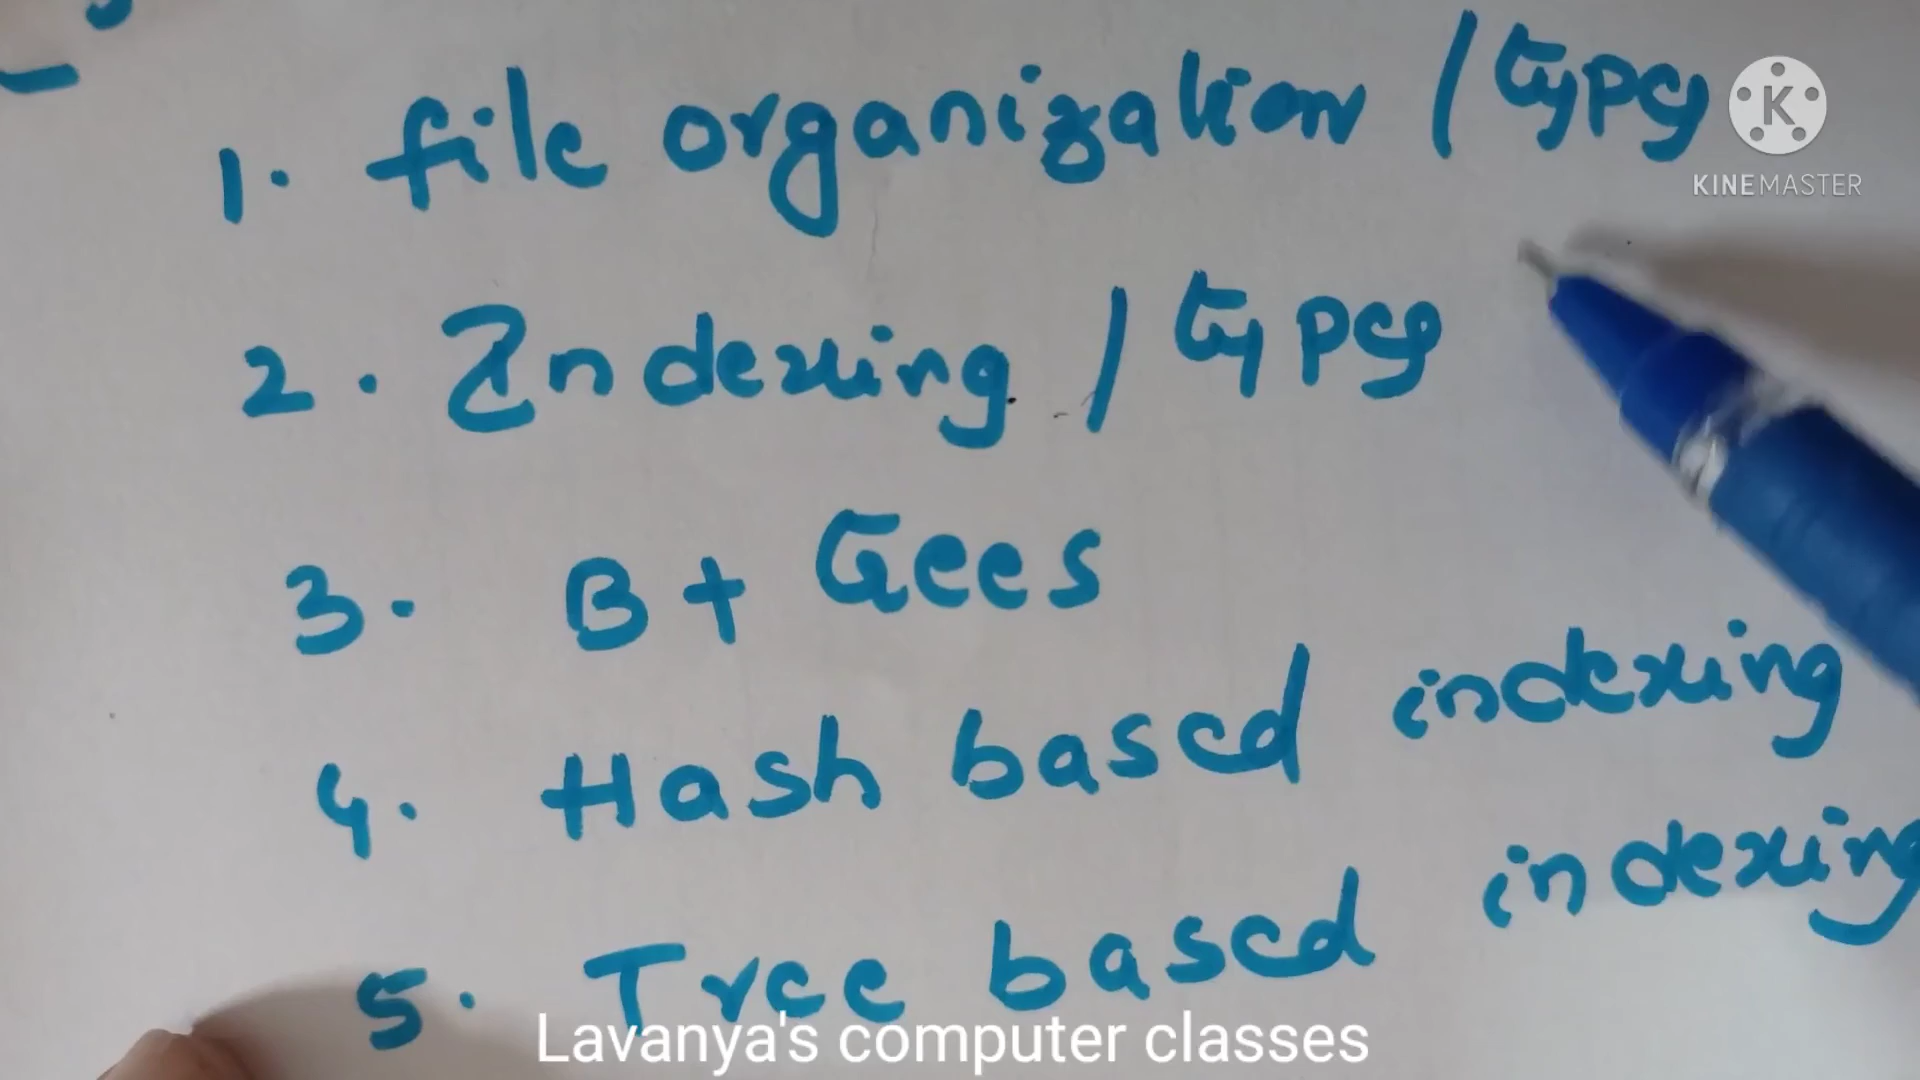 1. file organization / types
KINEMASTER
2. Indexing / types
3. B+ Trees
4. Hash based indexing
5. Tree based indexing
Lavanya's computer classes